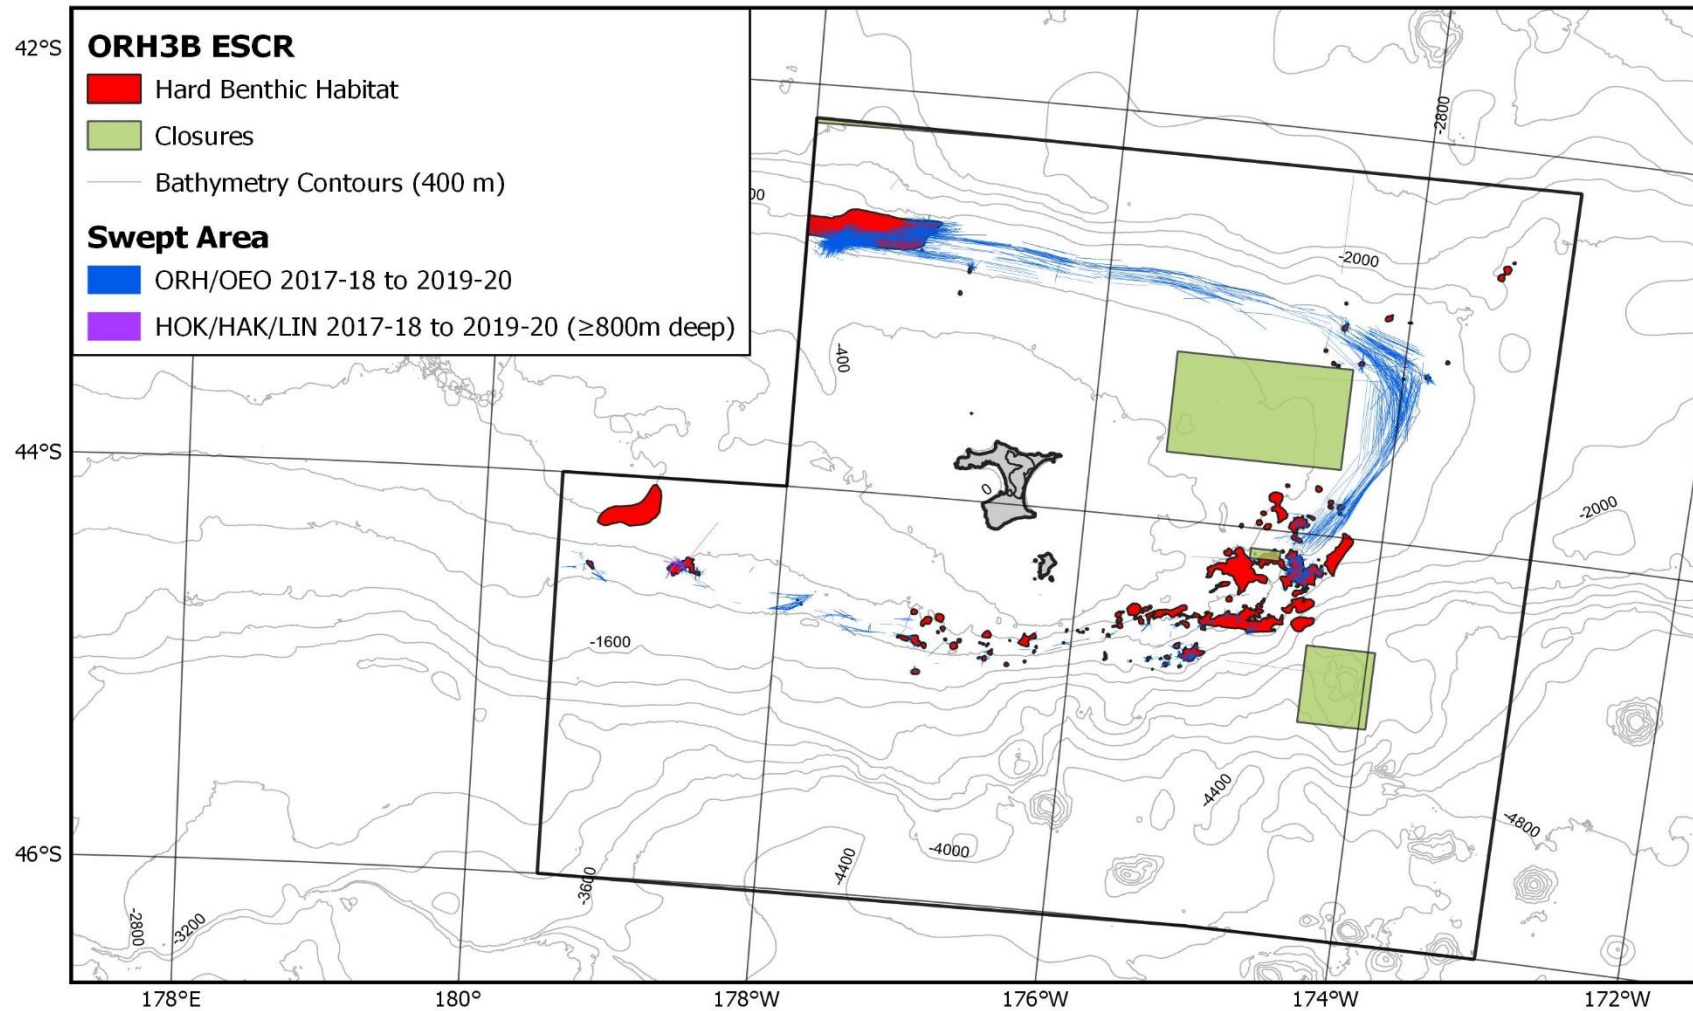 ORH3B ESCR
Hard Benthic Habitat
Closures
Bathymetry Contours (400 m)
Swept Area
ORH/OEO 2017-18 to 2019-20
HOK/HAK/LIN 2017-18 to 2019-20 (≥800m deep)
42°S
44°S
46°S
-2800
00
-2000
-400
0
-2000
-1600
-4400
-4800
-4000
-4400
-3600
-2800
-3200
178°E
180°
178°W
176°W
174°W
172°W